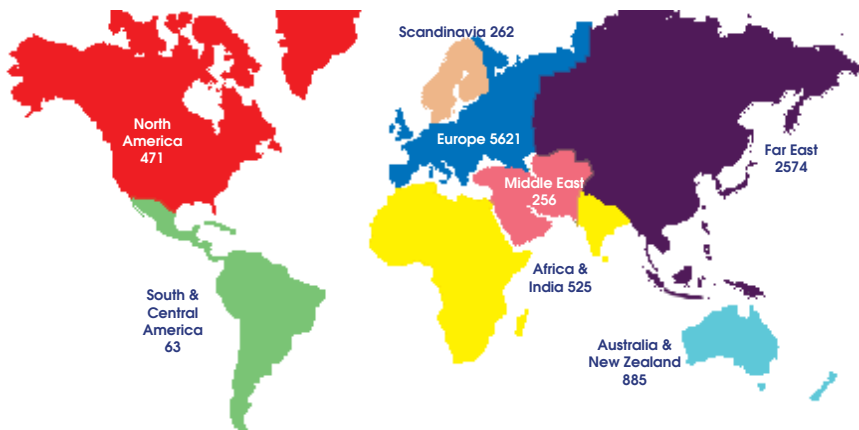 Scandinavia 262
North
America
471
Europe 5621
Far East
2574
Middle East
256
Africa &
India 525
South &
Central
America
63
Australia &
New Zealand
885